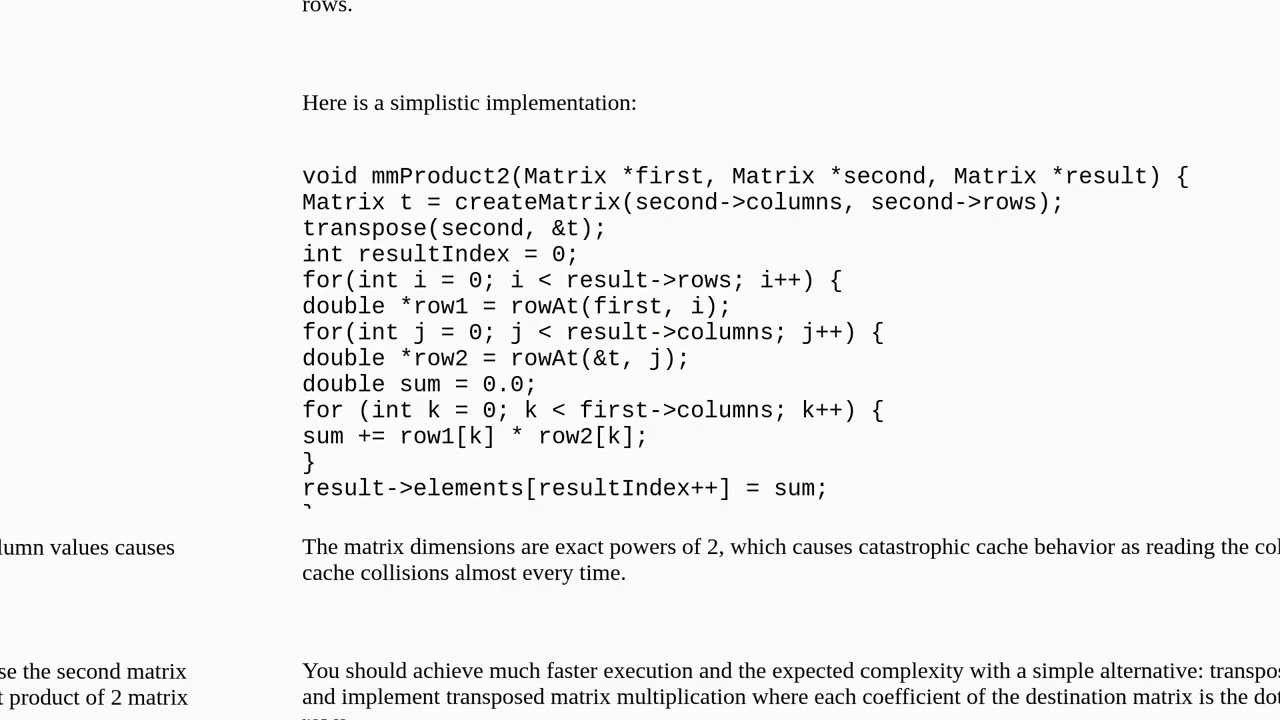 rows.
Here is a simplistic implementation:
void mmProduct2(Matrix *first, Matrix *second, Matrix *result) {
Matrix t = createMatrix(second->columns, second->rows);
transpose(second, &t);
int resultIndex = 0;
for(int i = 0; i < result->rows; i++) {
double *row1 = rowAt(first, i);
for(int j = 0; j < result->columns; j++) {
double *row2 = rowAt(&t, j);
double sum = 0.0;
for (int k = 0; k < first->columns; k++) {
sum += row1[k] * row2[k];
}
result->elements[resultIndex++] = sum;
}
lumn values causes
The matrix dimensions are exact powers of 2, which causes catastrophic cache behavior as reading the col
cache collisions almost every time.
se the second matrix
t product of 2 matrix
You should achieve much faster execution and the expected complexity with a simple alternative: transpos
and implement transposed matrix multiplication where each coefficient of the destination matrix is the dot